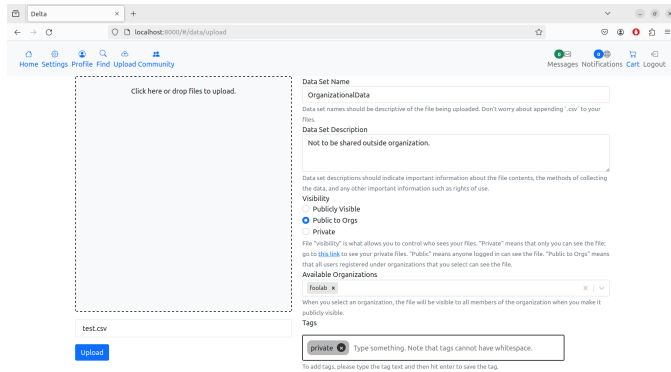 Delta
localhost:8000/#/data/upload
Home Settings Profile Find Upload Community
0 0
Messages Notifications Cart Logout
Click here or drop files to upload.
test.csv
Upload
Data Set Name
OrganizationalData
Data set names should be descriptive of the file being uploaded. Don't worry about appending `.csv` to your
files.
Data Set Description
Not to be shared outside organization.
Data set descriptions should indicate important information about the file contents, the methods of collecting
the data, and any other important information such as rights of use.
Visibility
Publicly Visible
Public to Orgs
Private
File "visibility" is what allows you to control who sees your files. "Private" means that only you can see the file;
go to this link to see your private files. "Public" means anyone logged in can see the file. "Public to Orgs" means
that all users registered under organizations that you select can see the file.
Available Organizations
foolab
When you select an organization, the file will be visible to all members of the organization when you make it
publicly visible.
Tags
private Type something. Note that tags cannot have whitespace.
To add tags, please type the tag text and then hit enter to save the tag.